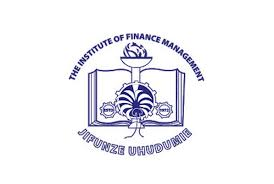 THE INSTITUTE OF FINANCE MANAGEMENT
JIFUNZE UHUDUMIE